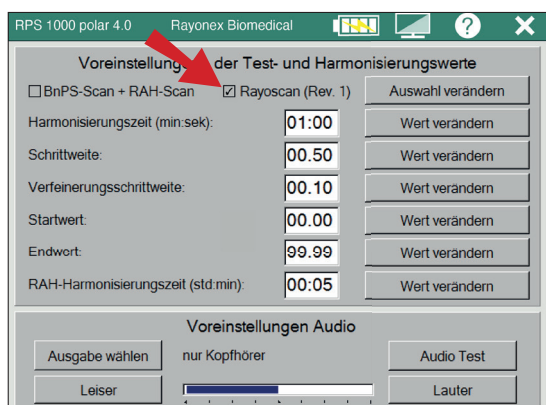 RPS 1000 polar 4.0 Rayonex Biomedical ? X
Voreinstellungen der Test- und Harmonisierungswerte
BnPS-Scan + RAH-Scan Rayoscan (Rev. 1) Auswahl verändern
Harmonisierungszeit (min:sek): 01:00 Wert verändern
Schrittweite: 00.50 Wert verändern
Verfeinerungsschrittweite: 00.10 Wert verändern
Startwert: 00.00 Wert verändern
Endwert: 99.99 Wert verändern
RAH-Harmonisierungszeit (std:min): 00:05 Wert verändern
Voreinstellungen Audio
Ausgabe wählen nur Kopfhörer Audio Test
Leiser Lauter